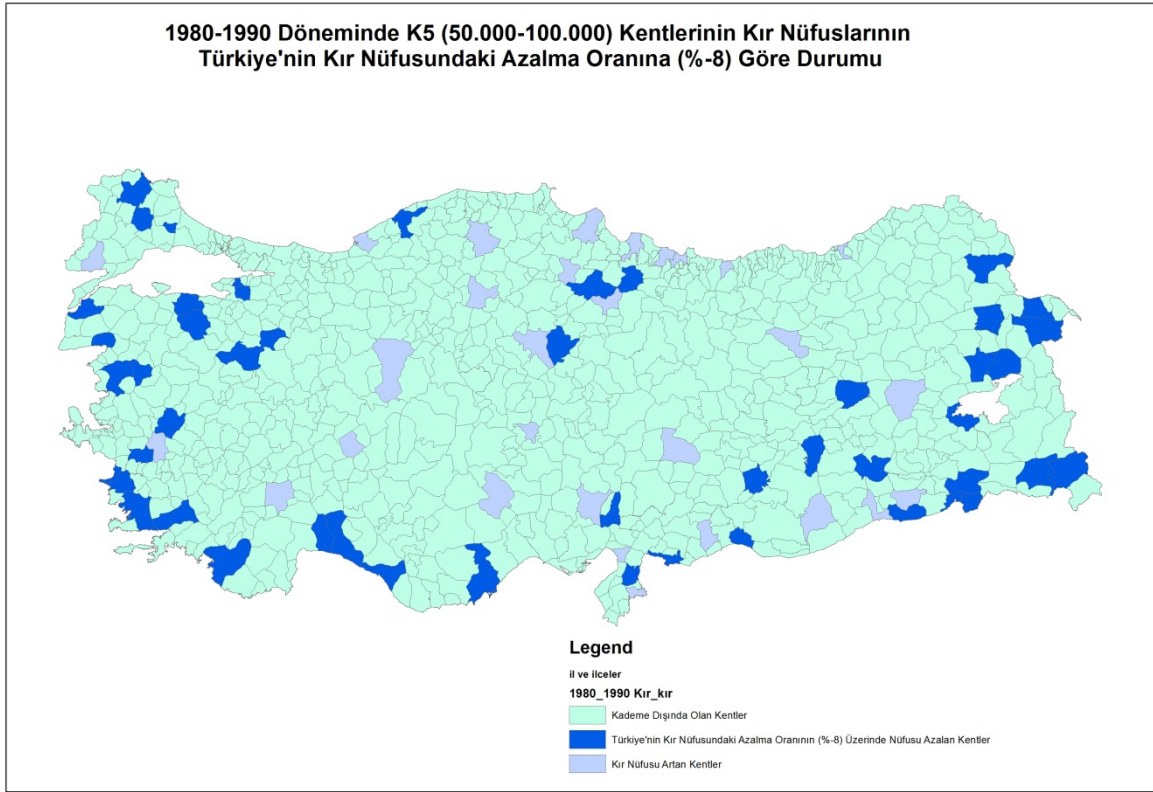 1980-1990 Döneminde K5 (50.000-100.000) Kentlerinin Kır Nüfuslarının
Türkiye'nin Kır Nüfusundaki Azalma Oranına (%-8) Göre Durumu
Legend
il ve ilceler
1980_1990 Kır_kır
Kademe Dışında Olan Kentler
Türkiye'nin Kır Nüfusundaki Azalma Oranının (%-8) Üzerinde Nüfusu Azalan Kentler
Kır Nüfusu Artan Kentler